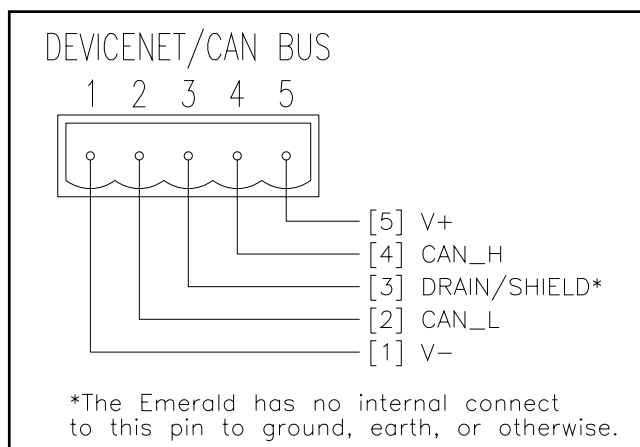 DEVICENET/CAN BUS
1 2 3 4 5
[5] V+
[4] CAN_H
[3] DRAIN/SHIELD*
[2] CAN_L
[1] V-
*The Emerald has no internal connect
to this pin to ground, earth, or otherwise.